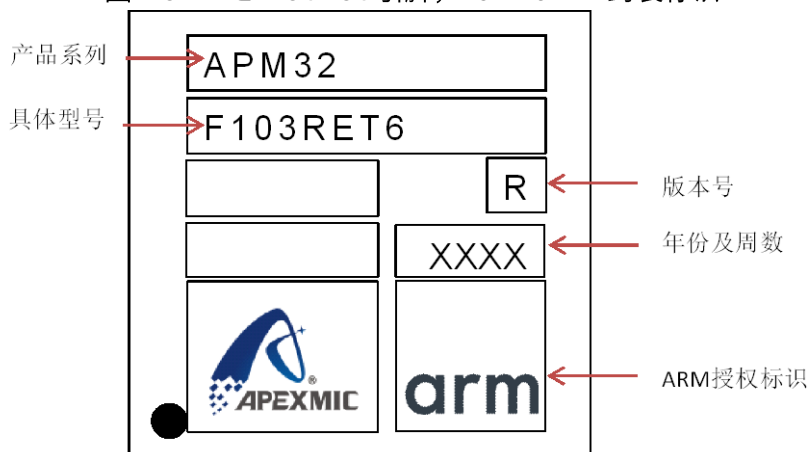 产品系列
APM32
具体型号
F103RET6
R
版本号
XXXX
年份及周数
APEXMIC
®
arm
ARM授权标识